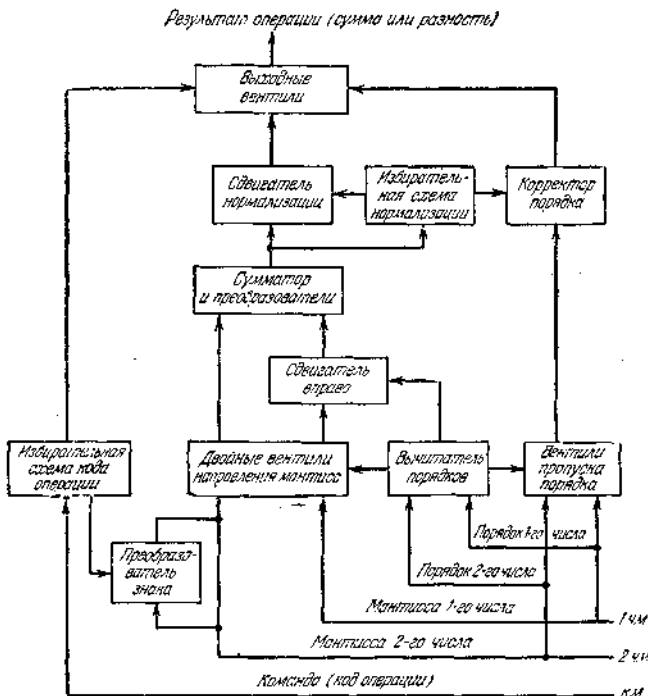 Результат операции (сумма или разность)
Выходные
вентили
Сдвигатель
нормализации
Избиратель-
ная схема
нормализации
Корректор
порядка
Сумматор
и преобразователи
Сдвигатель
вправо
Избирательная
схема кода
операции
Двойные вентили
направления мантисс
Вычитатель
порядков
Вентили
пропуска
порядка
Преобразо-
ватель
знака
Порядок 1-го числа
Порядок 2-го числа
Мантисса 1-го числа
1 ч.м
Мантисса 2-го числа
2 ч.м
Команда (код операции)
к.м